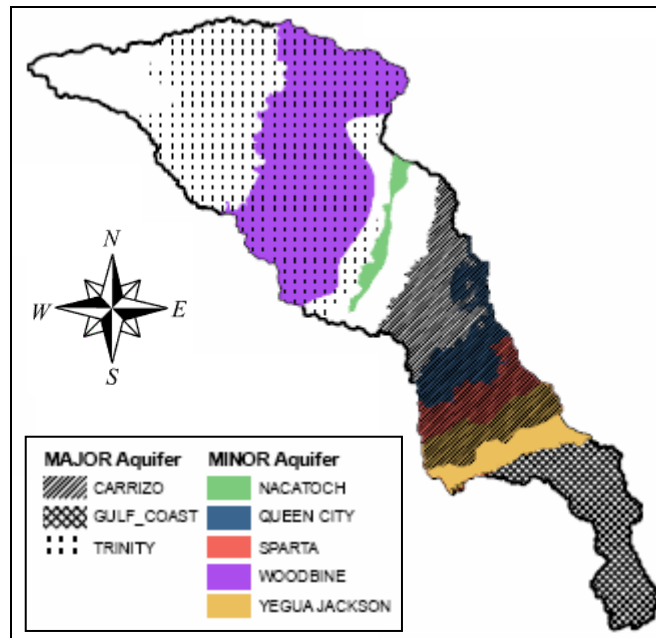 N
W E
S
MAJOR Aquifer
CARRIZO
GULF_COAST
TRINITY
MINOR Aquifer
NACATOCH
QUEEN CITY
SPARTA
WOODBINE
YEGUA JACKSON